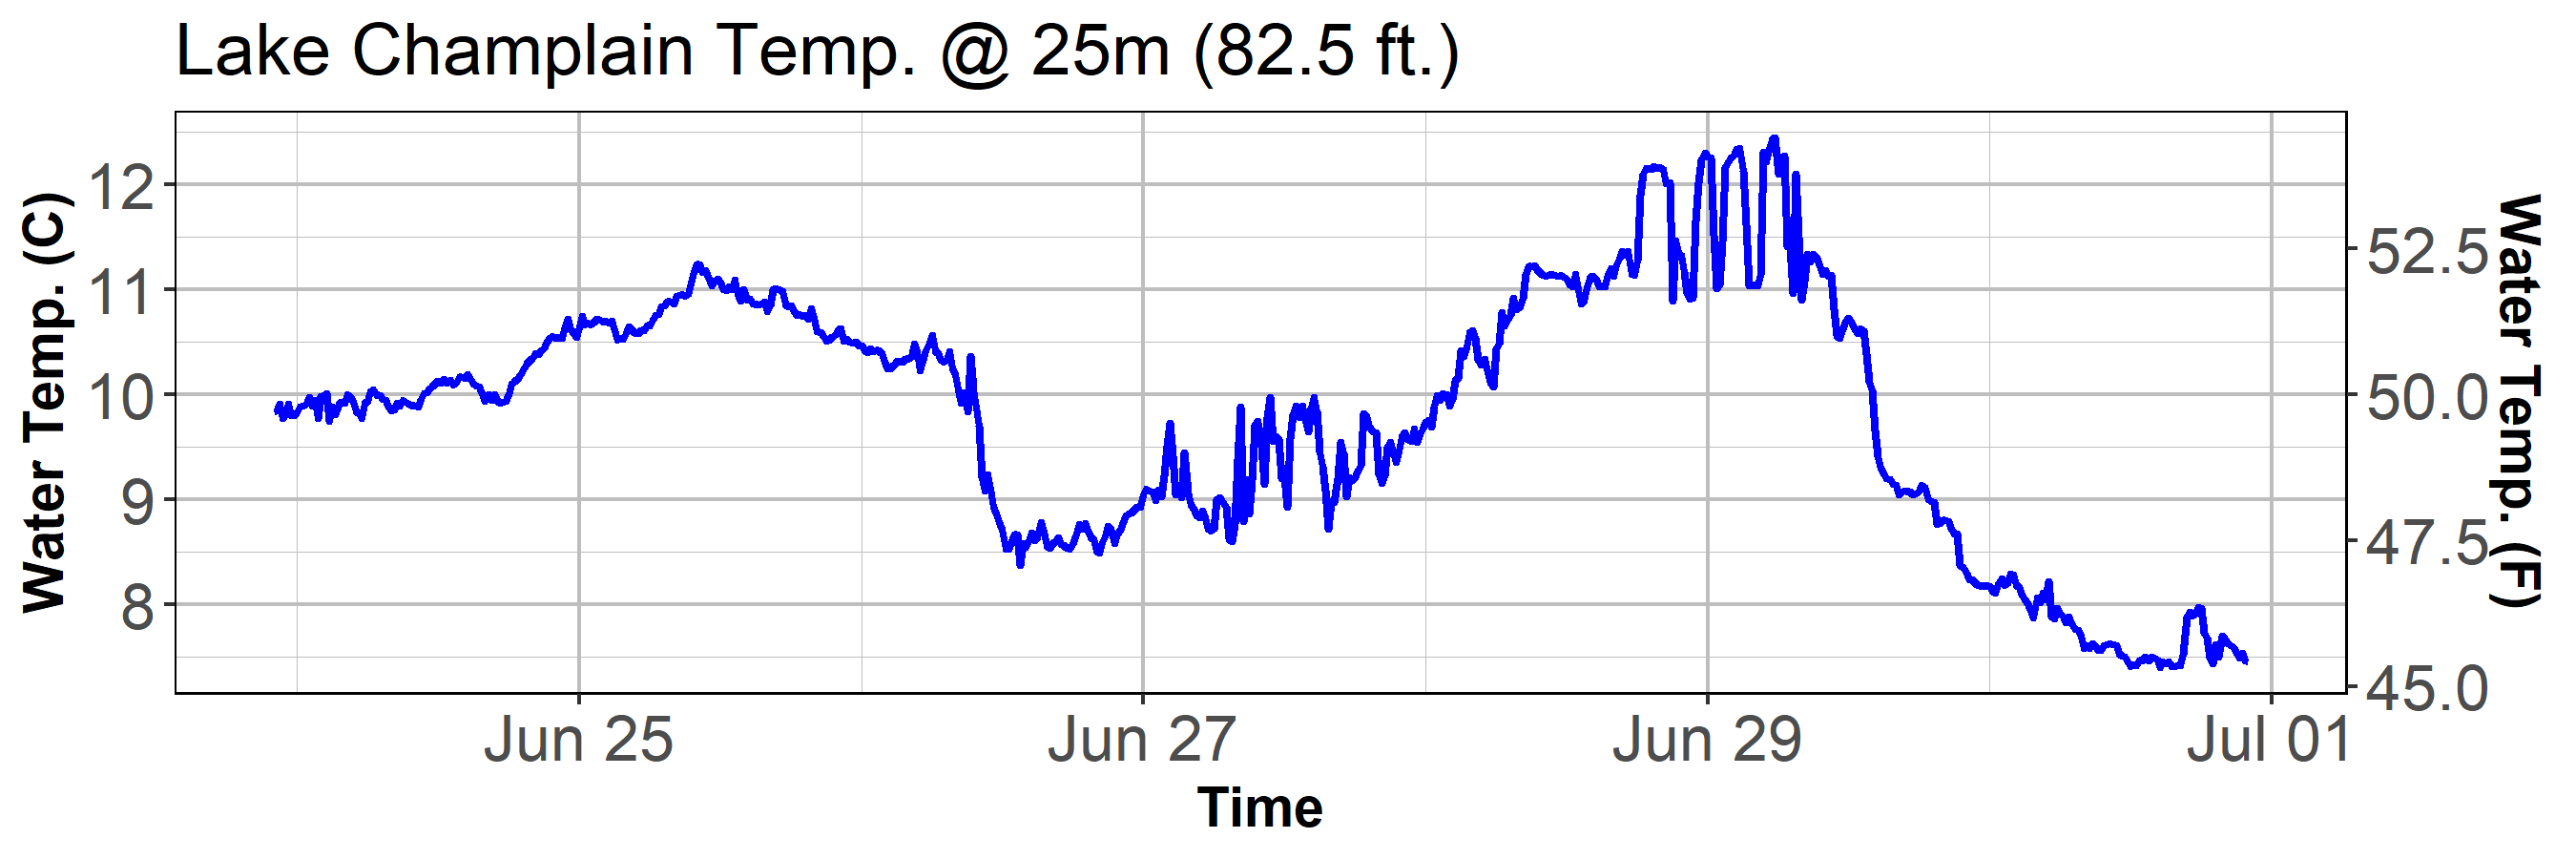 Lake Champlain Temp. @ 25m (82.5 ft.)
Water Temp. (C)
12
11
10
9
8
52.5
50.0
47.5
45.0
Water Temp. (F)
Jun 25
Jun 27
Jun 29
Jul 01
Time